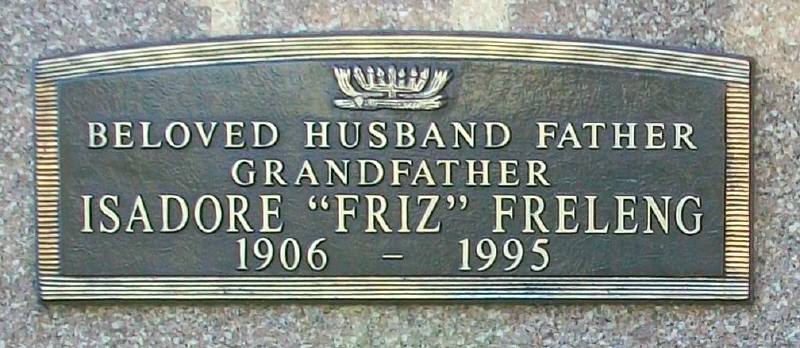 BELOVED HUSBAND FATHER
GRANDFATHER
ISADORE “FRIZ” FRELENG
1906 – 1995